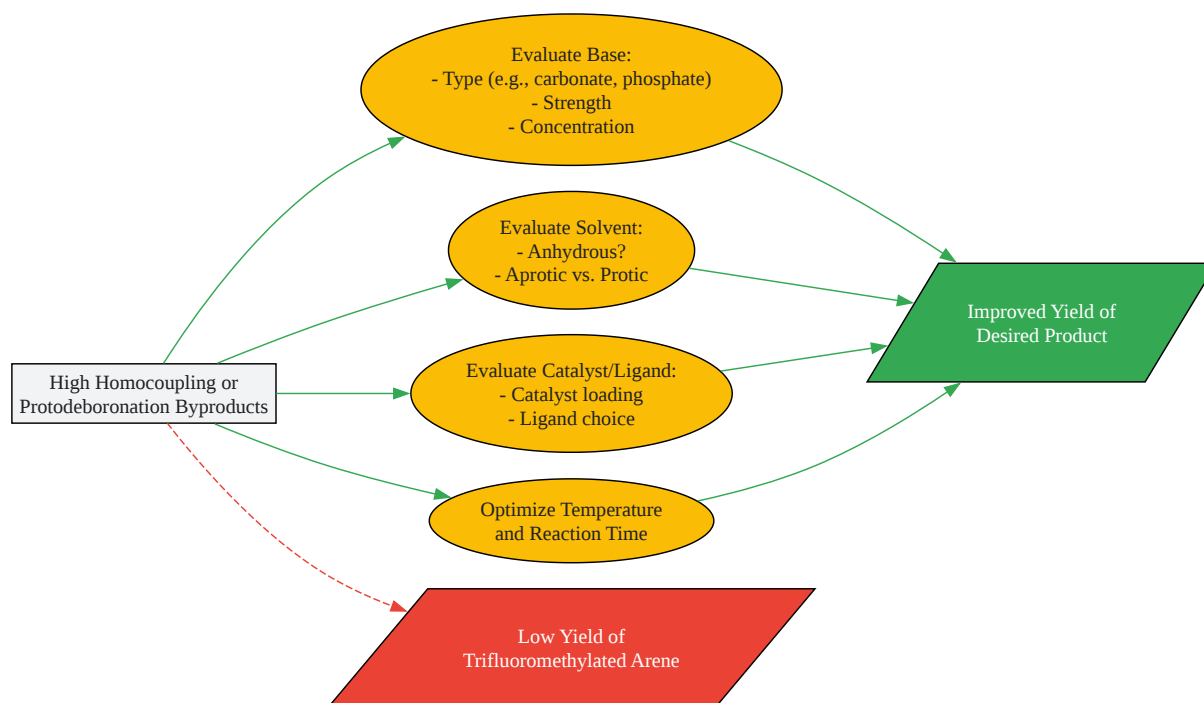 Evaluate Base:
- Type (e.g., carbonate, phosphate)
- Strength
- Concentration
Evaluate Solvent:
- Anhydrous?
- Aprotic vs. Protic
Improved Yield of
Desired Product
High Homocoupling or
Protodeboronation Byproducts
Evaluate Catalyst/Ligand:
- Catalyst loading
- Ligand choice
Optimize Temperature
and Reaction Time
Low Yield of
Trifluoromethylated Arene